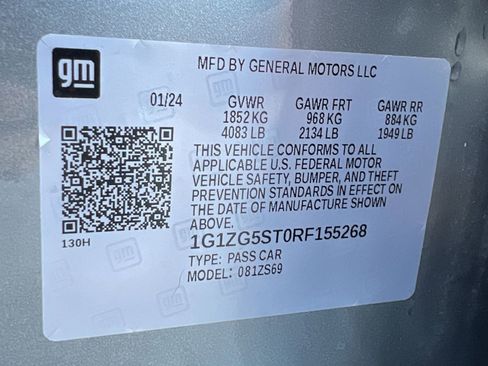 gm
MFD BY GENERAL MOTORS LLC
01/24 GVWR GAWR FRT GAWR RR
1852 KG 968 KG 884 KG
4083 LB 2134 LB 1949 LB
THIS VEHICLE CONFORMS TO ALL
APPLICABLE U.S. FEDERAL MOTOR
VEHICLE SAFETY, BUMPER, AND THEFT
PREVENTION STANDARDS IN EFFECT ON
THE DATE OF MANUFACTURE SHOWN
ABOVE.
130H
1G1ZG5ST0RF155268
TYPE: PASS CAR
MODEL: 081ZS69